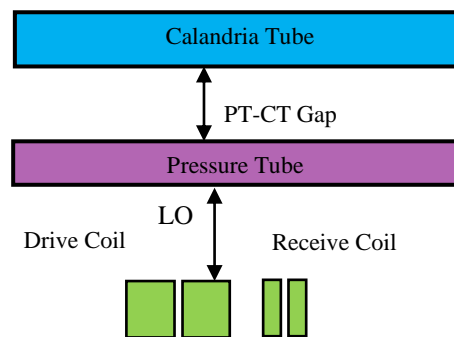 Calandria Tube
PT-CT Gap
Pressure Tube
LO
Drive Coil
Receive Coil